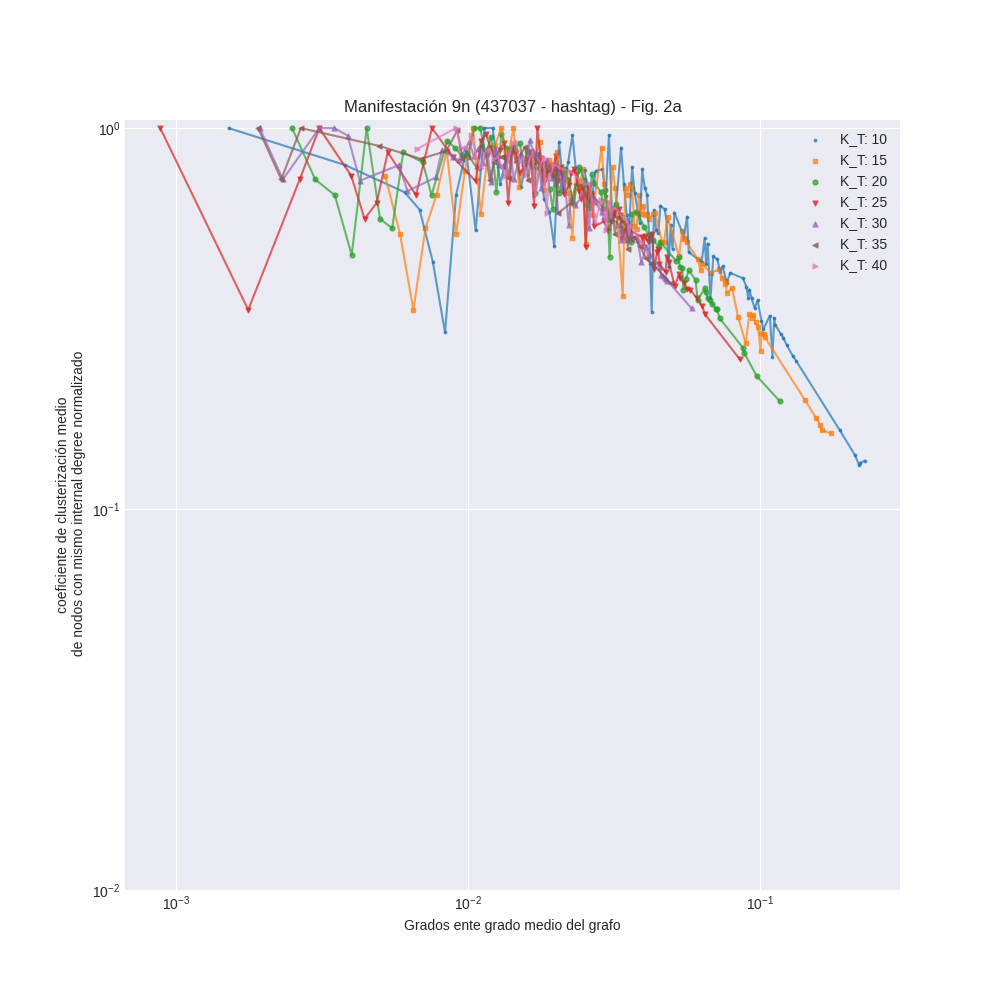 Manifestación 9n (437037 - hashtag) - Fig. 2a
10⁰
10⁻¹
10⁻²
coeficiente de clusterización medio
de nodos con mismo internal degree normalizado
K_T: 10
K_T: 15
K_T: 20
K_T: 25
K_T: 30
K_T: 35
K_T: 40
10⁻³
10⁻²
10⁻¹
Grados ente grado medio del grafo